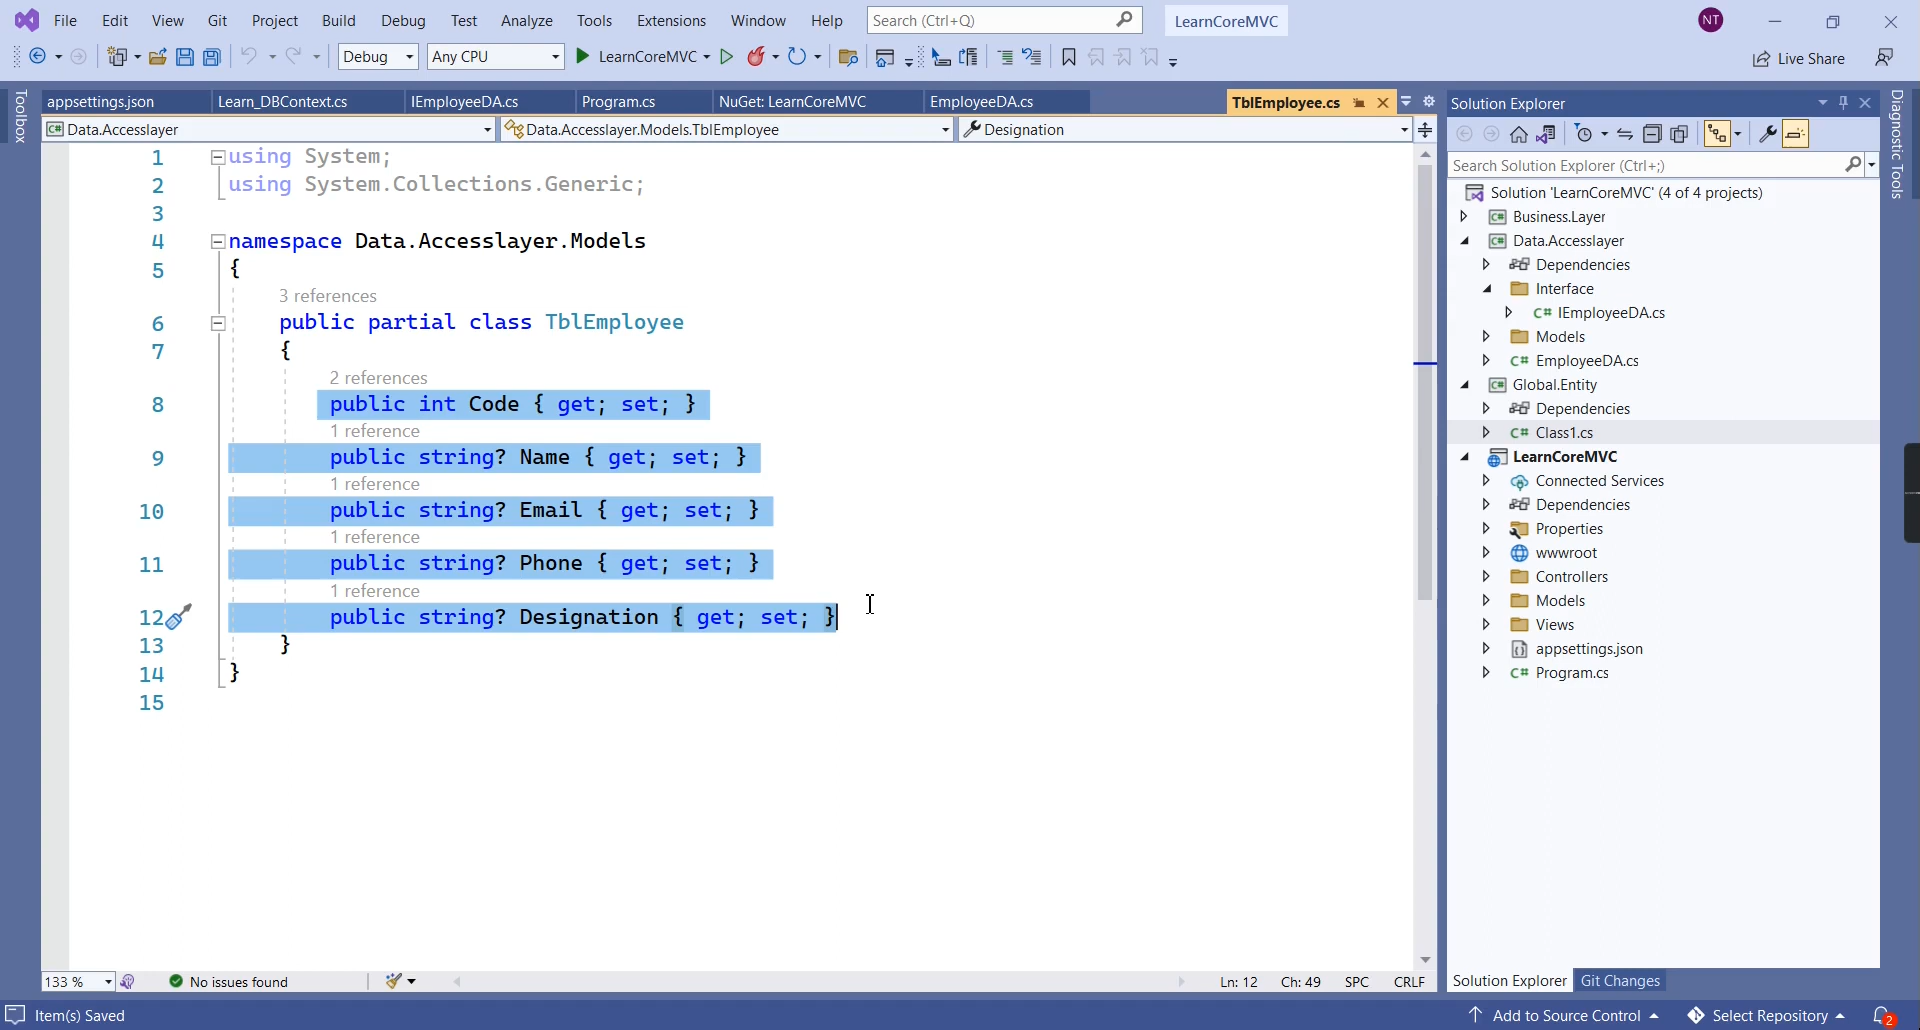 File Edit View Git Project Build Debug Test Analyze Tools Extensions Window Help Search (Ctrl+Q) LearnCoreMVC NT
Debug Any CPU LearnCoreMVC Live Share
Toolbox
appsettings.json Learn_DBContext.cs IEmployeeDA.cs Program.cs NuGet: LearnCoreMVC EmployeeDA.cs TblEmployee.cs
C# Data.Accesslayer Data.Accesslayer.Models.TblEmployee Designation
1 using System;
2 using System.Collections.Generic;
3
4 namespace Data.Accesslayer.Models
5 {
3 references
6 public partial class TblEmployee
7 {
2 references
8 public int Code { get; set; }
1 reference
9 public string? Name { get; set; }
1 reference
10 public string? Email { get; set; }
1 reference
11 public string? Phone { get; set; }
1 reference
12 public string? Designation { get; set; }
13 }
14 }
15
133 % No issues found Ln: 12 Ch: 49 SPC CRLF
Solution Explorer
Search Solution Explorer (Ctrl+;)
Solution 'LearnCoreMVC' (4 of 4 projects)
C# Business.Layer
C# Data.Accesslayer
Dependencies
Interface
C# IEmployeeDA.cs
Models
C# EmployeeDA.cs
C# Global.Entity
Dependencies
C# Class1.cs
LearnCoreMVC
Connected Services
Dependencies
Properties
wwwroot
Controllers
Models
Views
appsettings.json
C# Program.cs
Solution Explorer Git Changes
Diagnostic Tools
Item(s) Saved Add to Source Control Select Repository 2